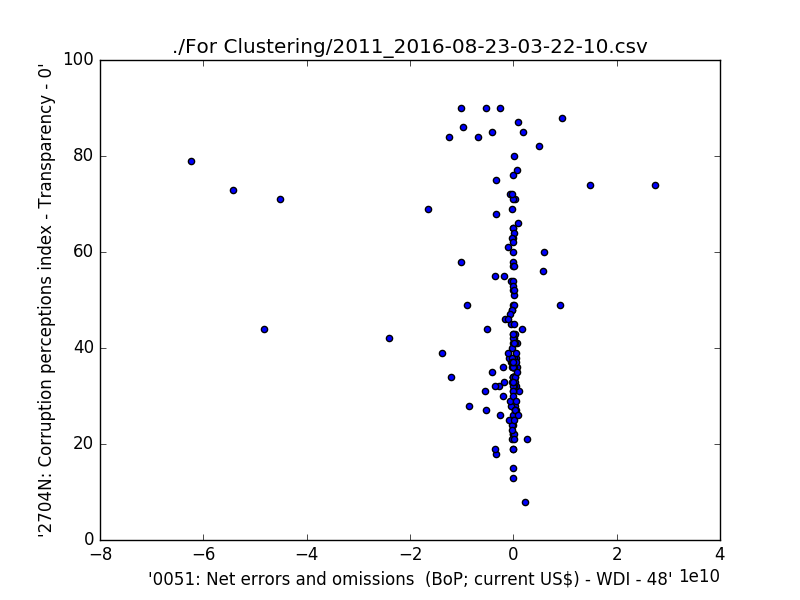 ./For Clustering/2011_2016-08-23-03-22-10.csv
100
80
60
40
20
0
'2704N: Corruption perceptions index - Transparency - 0'
−8 −6 −4 −2 0 2 4
1e10
'0051: Net errors and omissions  (BoP; current US$) - WDI - 48'